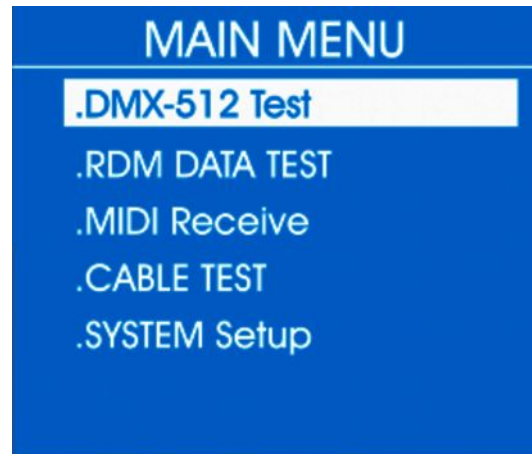 MAIN MENU
.DMX-512 Test
.RDM DATA TEST
.MIDI Receive
.CABLE TEST
.SYSTEM Setup